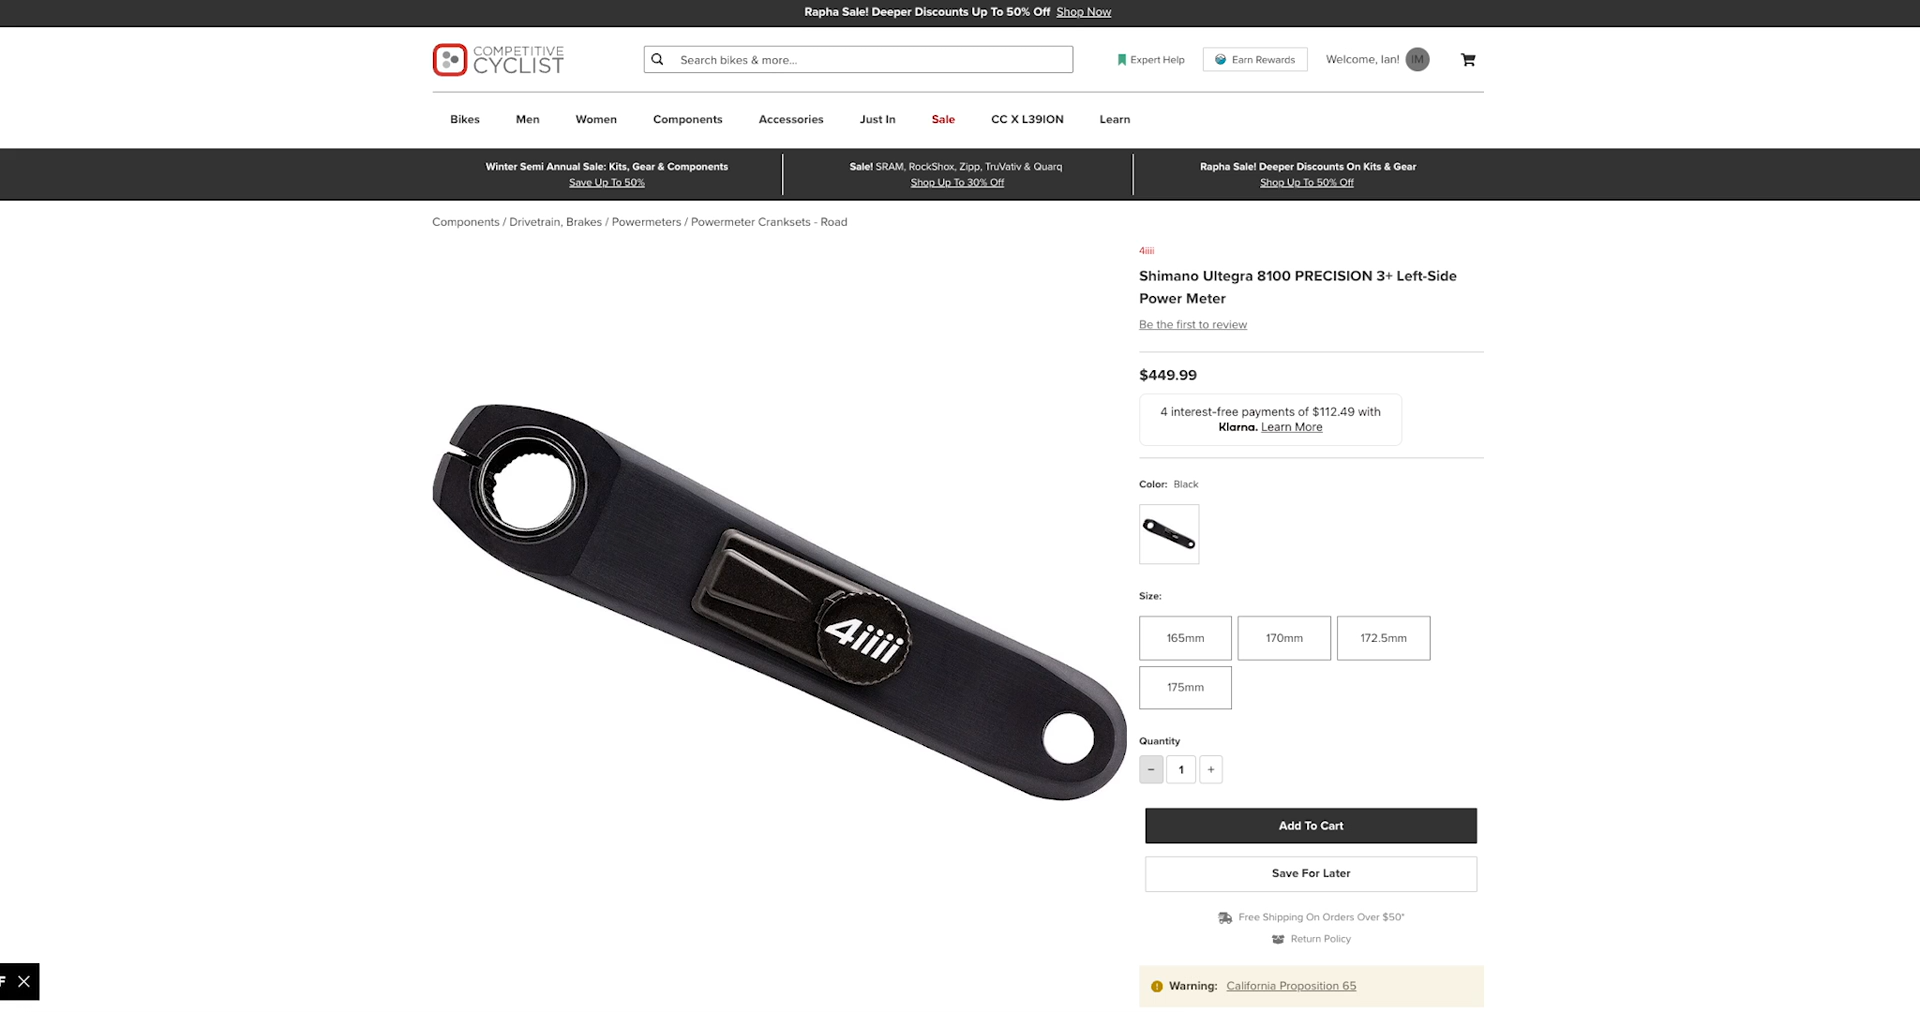 Rapha Sale! Deeper Discounts Up To 50% Off Shop Now
COMPETITIVE
CYCLIST
Search bikes & more...
Expert Help
Earn Rewards
Welcome, Ian!
IM
Bikes
Men
Women
Components
Accessories
Just In
Sale
CC X L39ION
Learn
Winter Semi Annual Sale: Kits, Gear & Components
Save Up To 50%
Sale! SRAM, RockShox, Zipp, TruVativ & Quarq
Shop Up To 30% Off
Rapha Sale! Deeper Discounts On Kits & Gear
Shop Up To 50% Off
Components / Drivetrain, Brakes / Powermeters / Powermeter Cranksets - Road
4iiii
4iiii
Shimano Ultegra 8100 PRECISION 3+ Left-Side
Power Meter
Be the first to review
$449.99
4 interest-free payments of $112.49 with
Klarna. Learn More
Color: Black
Size:
165mm
170mm
172.5mm
175mm
Quantity
− 1 +
Add To Cart
Save For Later
Free Shipping On Orders Over $50*
Return Policy
Warning: California Proposition 65